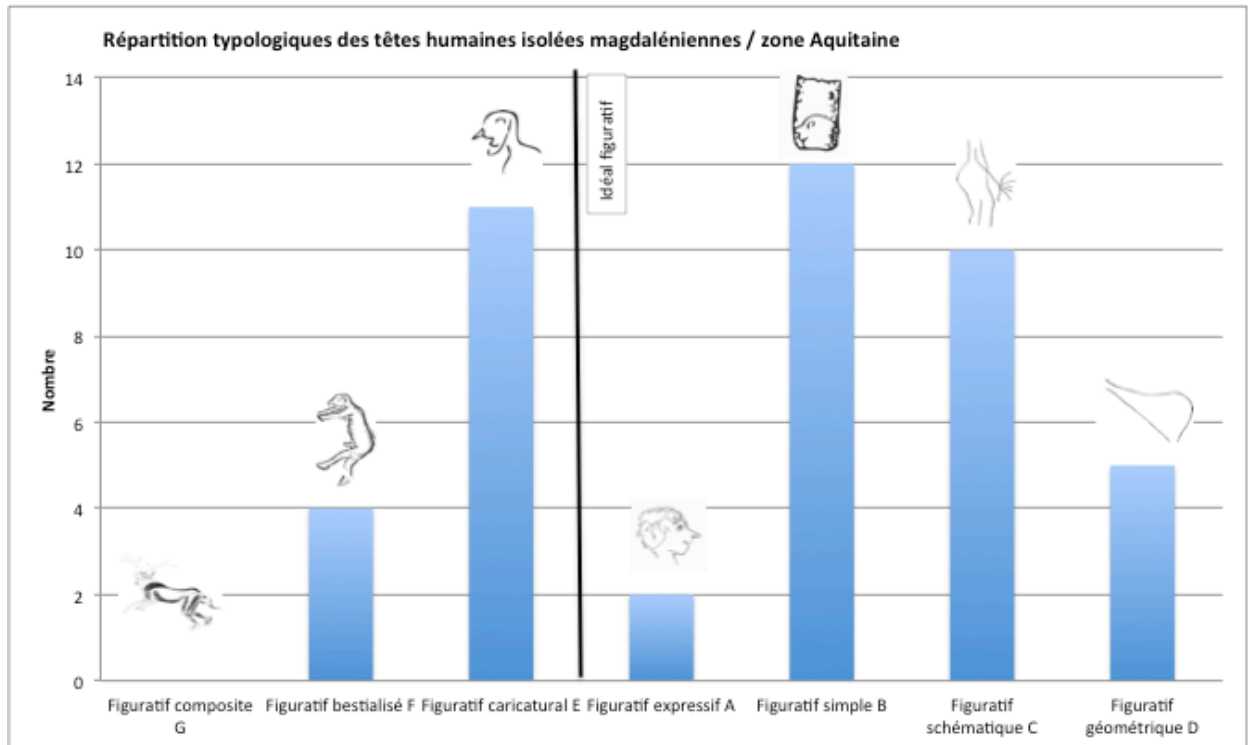 Répartition typologiques des têtes humaines isolées magdaléniennes / zone Aquitaine
14
12
10
8
6
4
2
0
Nombre
Idéal figuratif
Figuratif composite
G
Figuratif bestialisé F
Figuratif caricatural E
Figuratif expressif A
Figuratif simple B
Figuratif
schématique C
Figuratif
géométrique D